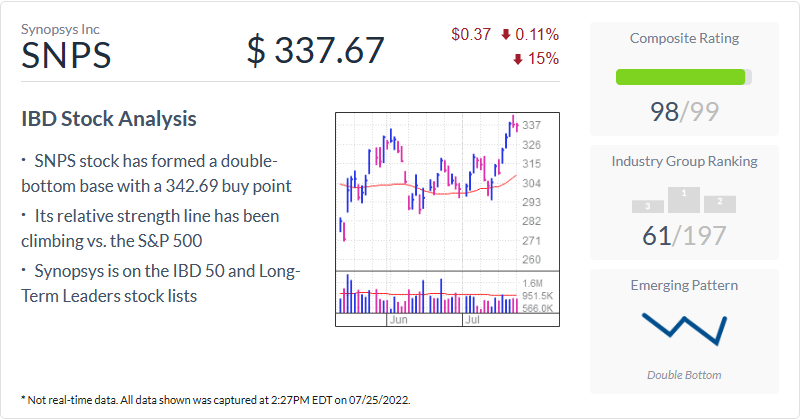 Synopsys Inc
SNPS
$ 337.67
$0.37 0.11%
15%
IBD Stock Analysis
· SNPS stock has formed a double-
bottom base with a 342.69 buy point
· Its relative strength line has been
climbing vs. the S&P 500
· Synopsys is on the IBD 50 and Long-
Term Leaders stock lists
337
326
315
304
293
282
271
260
1.6M
951.5K
566.0K
Jun
Jul
Composite Rating
98/99
Industry Group Ranking
3
1
2
61/197
Emerging Pattern
Double Bottom
* Not real-time data. All data shown was captured at 2:27PM EDT on 07/25/2022.